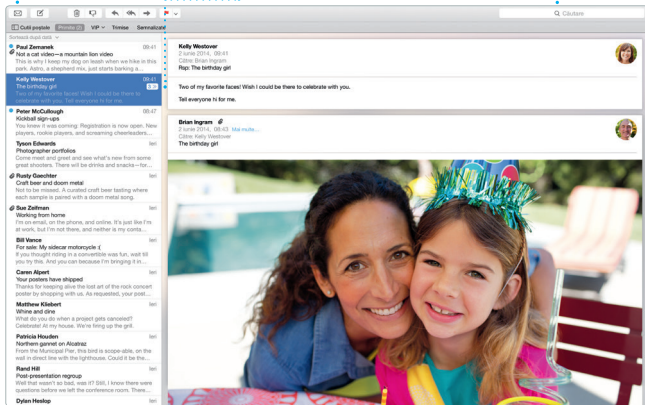 Căutare
Cutii poștale Primite (2) VIP Trimise Semnalizate
Sortează după dată
Paul Zemanek 09:41
Not a cat video—a mountain lion video
This is why I keep my dog on leash when we hike in this
park. Astro, a shepherd mix, just starts barking a...
Kelly Westover 09:41
The birthday girl
Two of my favorite faces! Wish I could be there to
celebrate with you. Tell everyone hi for me.
Peter McCullough 08:47
Kickball sign-ups
You knew it was coming: Registration is now open. New
players, rookie players, and screaming cheerleaders...
Tyson Edwards Ieri
Photographer portfolios
Come meet and greet and see what's new from some
great shooters. There will be drinks and snacks—for...
Rusty Gaechter Ieri
Craft beer and doom metal
Not to be missed. A curated craft beer tasting where
each sample is paired with a doom metal song.
Sue Zeifman Ieri
Working from home
I'm on email, on the phone, and online. It's just like I'm
at work, but I'm not there, and neither is my conta...
Bill Vance Ieri
For sale: My sidecar motorcycle :(
If you thought riding in a convertible was fun, wait till
you try this. And you can because I'm bringing it in...
Caren Alpert Ieri
Your posters have shipped
Thanks for keeping alive the lost art of the rock concert
poster by shopping with us. As requested, your post...
Matthew Kliebert Ieri
Whine and dine
What do you do when a project gets canceled?
Celebrate! At my house. We're firing up the grill.
Patricia Houden Ieri
Northern gannet on Alcatraz
From the Municipal Pier, this bird is scope-able, on the
wall in direct line with the lighthouse. Could it be the...
Rand Hill Ieri
Post-presentation regroup
Well that wasn't so bad, was it? Still, I know there were
questions before we left the conference room. There...
Dylan Heslop Ieri
Kelly Westover
2 iunie 2014, 09:41
Către: Brian Ingram
Rsp: The birthday girl
Two of my favorite faces! Wish I could be there to celebrate with you.
Tell everyone hi for me.
Brian Ingram
2 iunie 2014, 08:43 Mai multe...
Către: Kelly Westover
The birthday girl